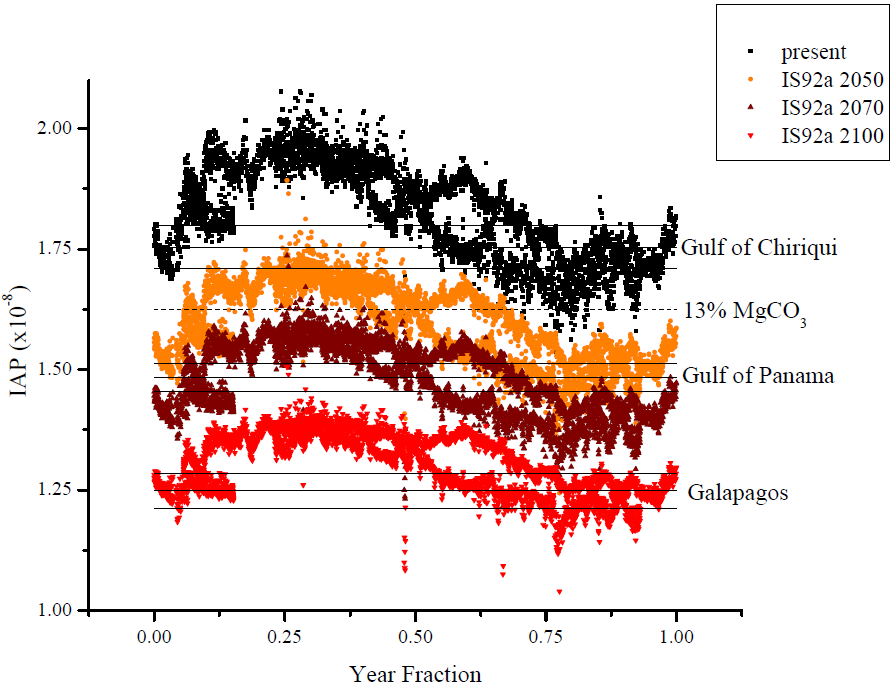 present
IS92a 2050
IS92a 2070
IS92a 2100
2.00
1.75
1.50
1.25
1.00
IAP (x10⁻⁸)
Gulf of Chiriqui
13% MgCO₃
Gulf of Panama
Galapagos
0.00 0.25 0.50 0.75 1.00
Year Fraction